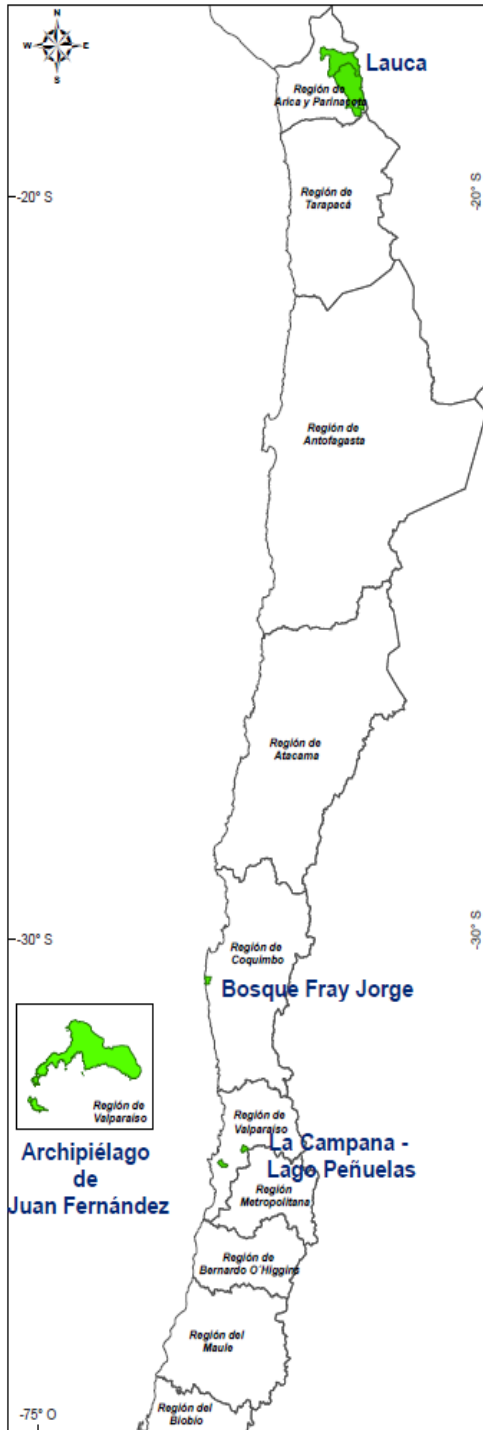 N
W
E
S
Lauca
Región de
Arica y Parinacota
-20° S
-20° S
Región de
Tarapacá
Región de
Antofagasta
Región de
Atacama
-30° S
-30° S
Región de
Coquimbo
Bosque Fray Jorge
Región de
Valparaíso
Archipiélago
de
Juan Fernández
Región de
Valparaíso
La Campana -
Lago Peñuelas
Región
Metropolitana
Región de
Bernardo O´Higgins
Región del
Maule
Región del
Biobío
-75° O